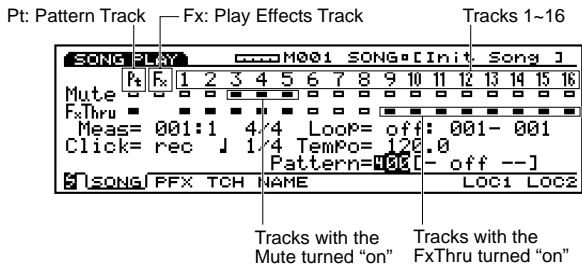 Pt: Pattern Track
Fx: Play Effects Track
Tracks 1~16
SONG PLAY M001 SONG:[Init Song ]
Pt Fx 1 2 3 4 5 6 7 8 9 10 11 12 13 14 15 16
Mute
FxThru
Meas= 001:1 4/4 Loop= off: 001- 001
Click= rec ♩ 1/4 Tempo= 120.0
Pattern=400[- off --]
S SONG PFX TCH NAME LOC1 LOC2
Tracks with the
Mute turned “on”
Tracks with the
FxThru turned “on”